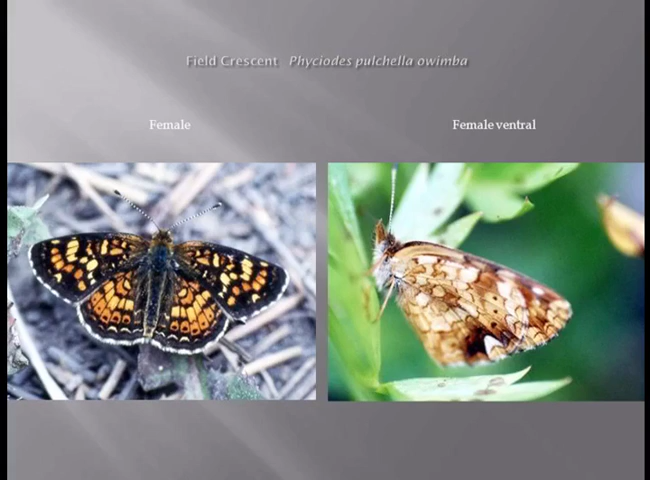 Field Crescent Phyciodes pulchella owimba
Female
Female ventral